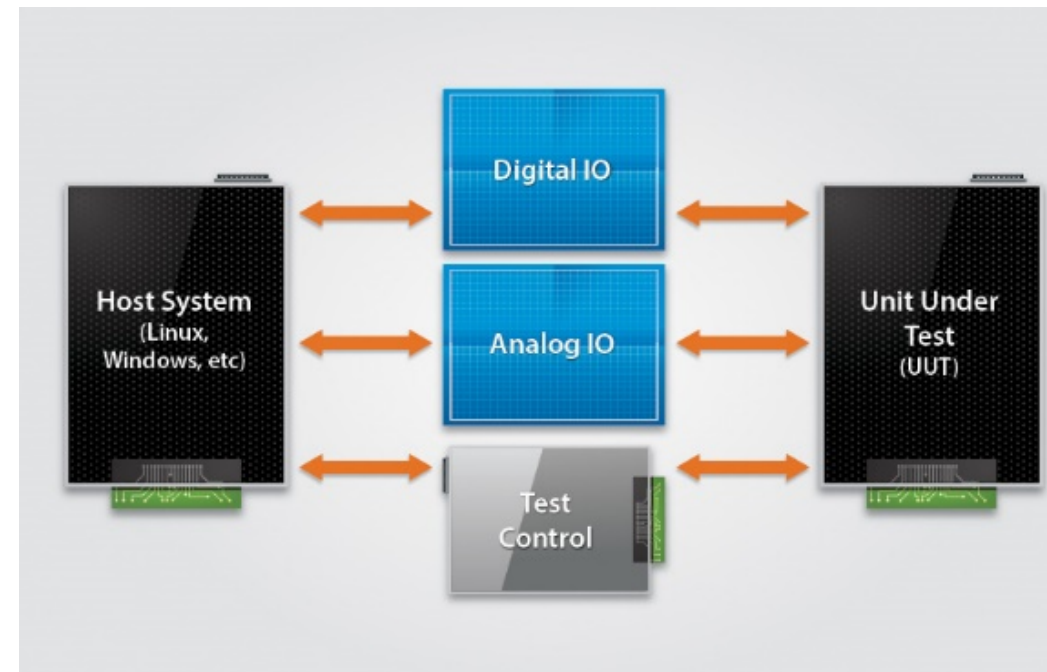 Digital IO
Host System
(Linux,
Windows, etc)
Analog IO
Unit Under
Test
(UUT)
Test
Control